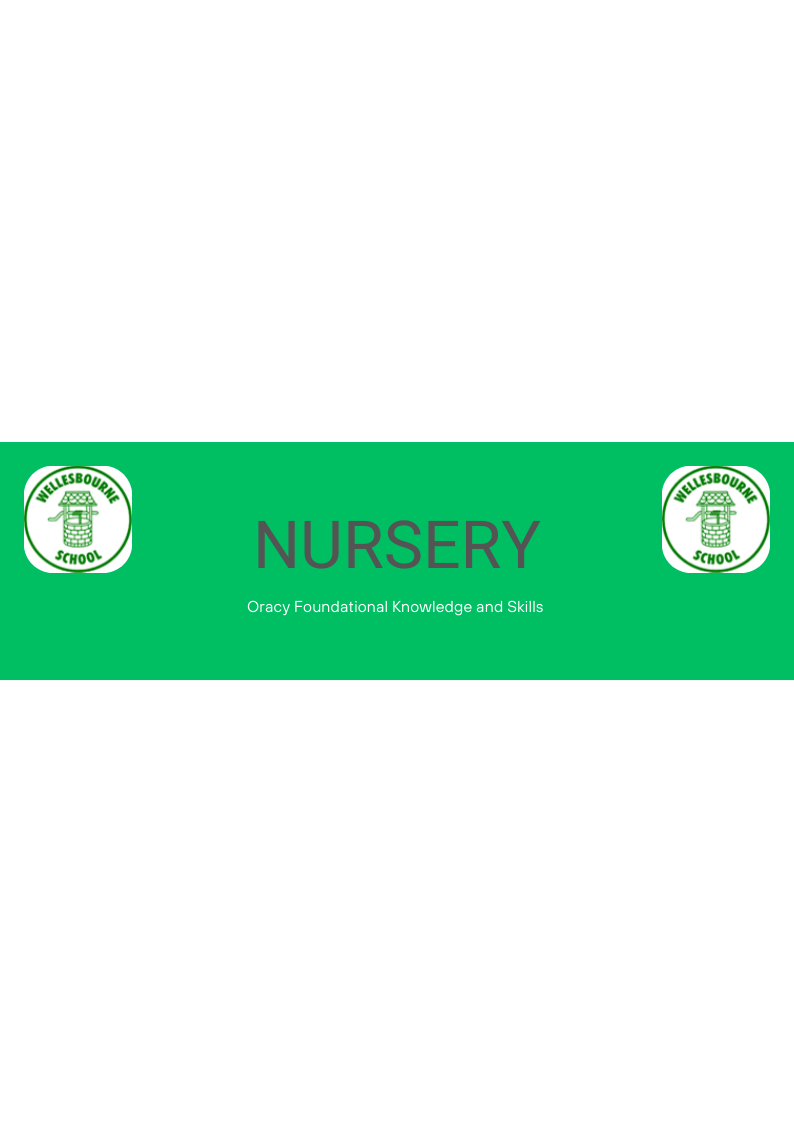 WELLESBOURNE
SCHOOL
WELLESBOURNE
SCHOOL
NURSERY
Oracy Foundational Knowledge and Skills